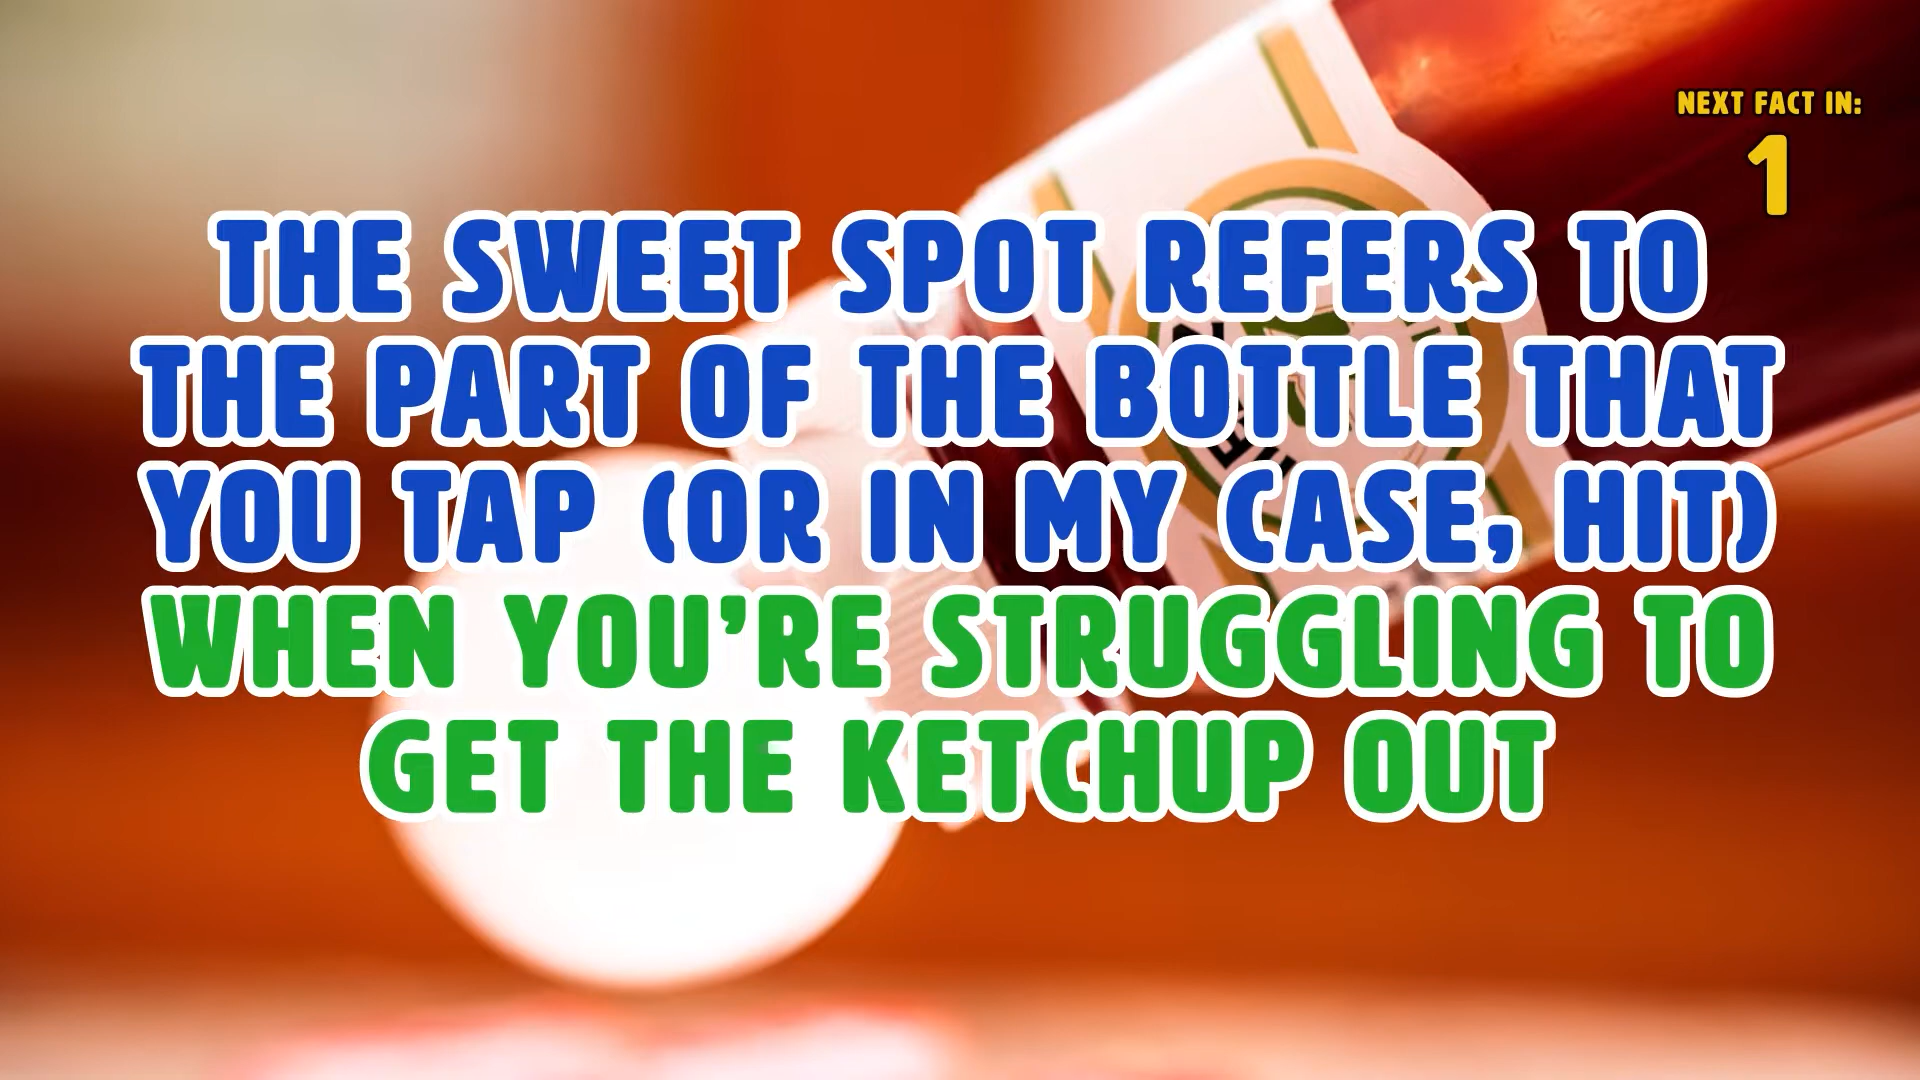 NEXT FACT IN:
1
THE SWEET SPOT REFERS TO
THE PART OF THE BOTTLE THAT
YOU TAP (OR IN MY CASE, HIT)
WHEN YOU'RE STRUGGLING TO
GET THE KETCHUP OUT